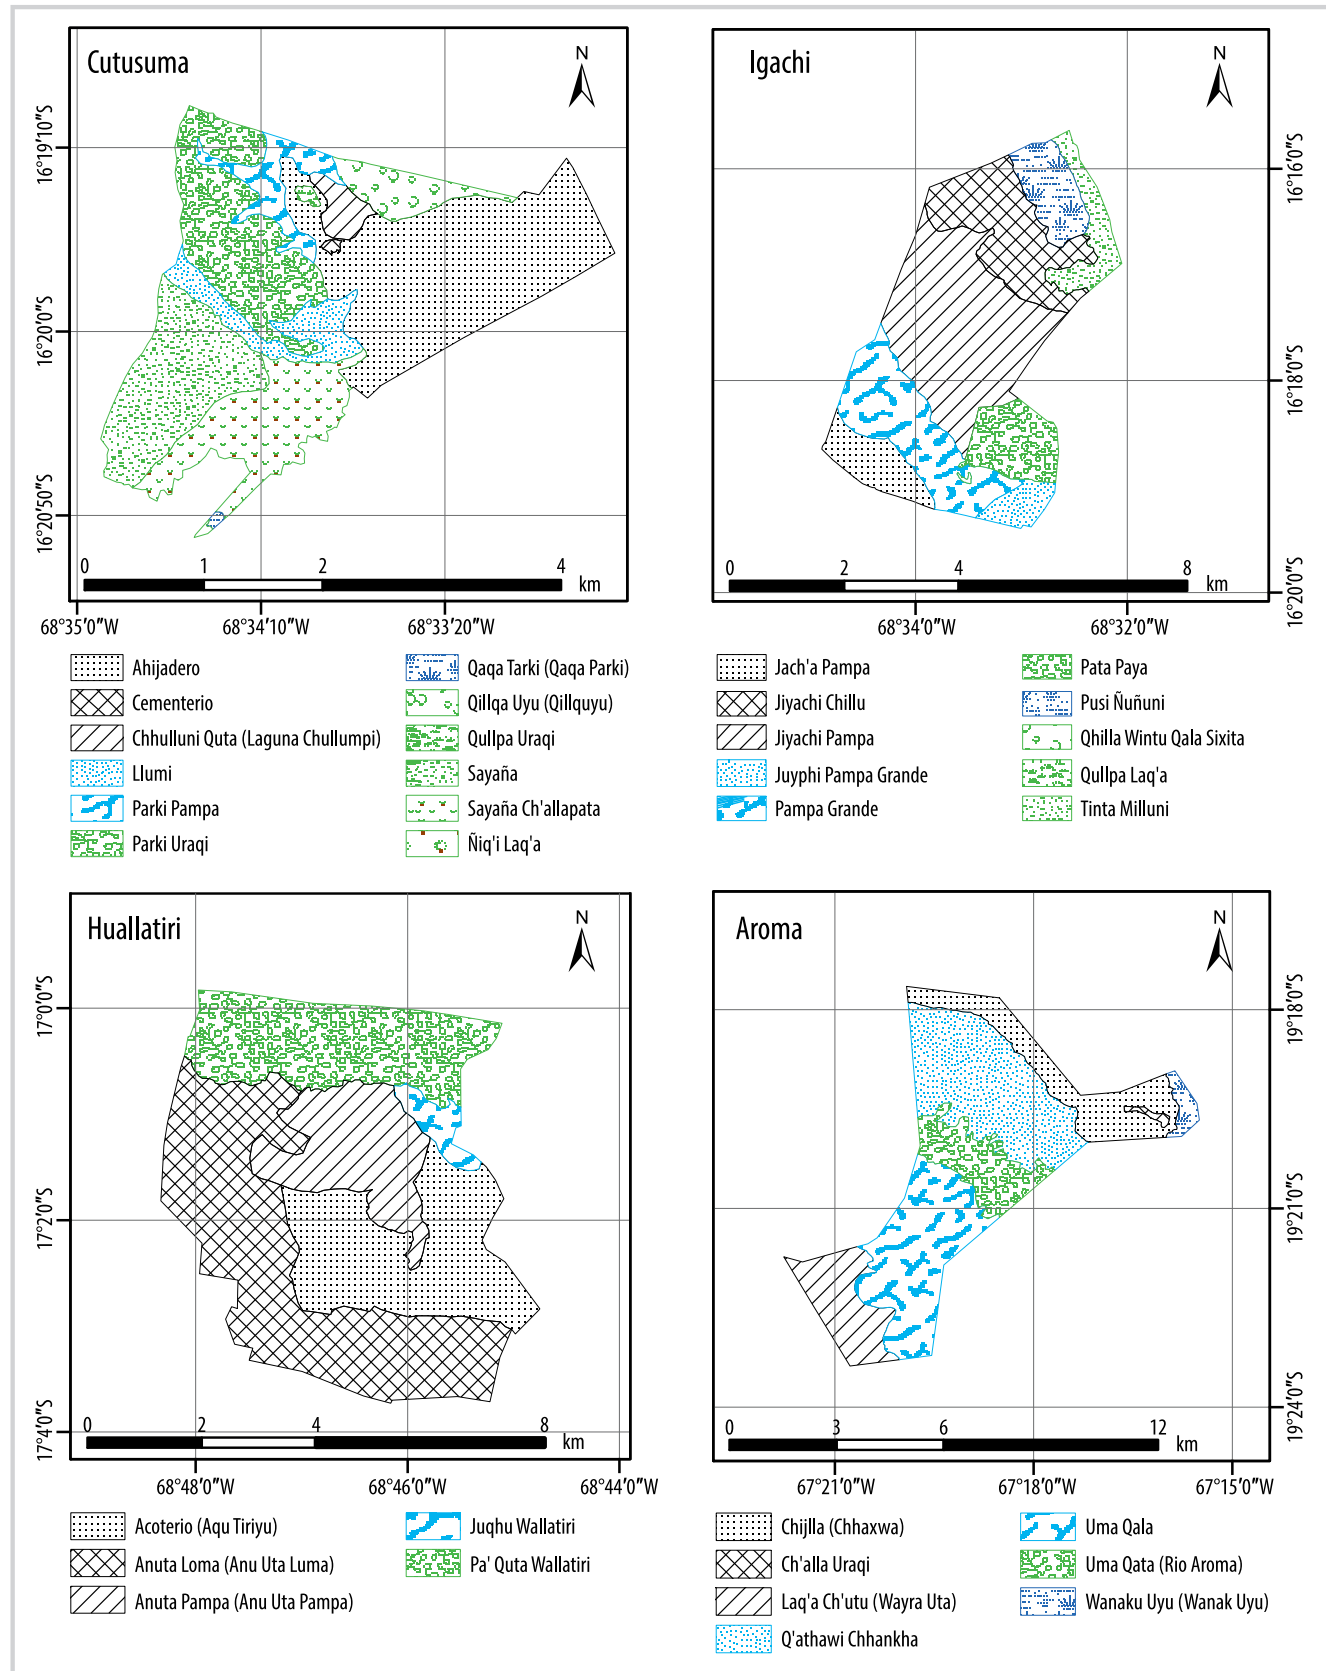 Cutusuma
N
16°19'10"S
16°20'0"S
16°20'50"S
0 1 2 4 km
68°35'0"W 68°34'10"W 68°33'20"W
Ahijadero
Cementerio
Chhulluni Quta (Laguna Chullumpi)
Llumi
Parki Pampa
Parki Uraqi
Qaqa Tarki (Qaqa Parki)
Qillqa Uyu (Qillquyu)
Qullpa Uraqi
Sayaña
Sayaña Ch'allapata
Ñiq'i Laq'a
Igachi
N
16°16'0"S
16°18'0"S
16°20'0"S
0 2 4 8 km
68°34'0"W 68°32'0"W
Jach'a Pampa
Jiyachi Chillu
Jiyachi Pampa
Juyphi Pampa Grande
Pampa Grande
Pata Paya
Pusi Ñuñuni
Qhilla Wintu Qala Sixita
Qullpa Laq'a
Tinta Milluni
Huallatiri
N
17°0'0"S
17°2'0"S
17°4'0"S
0 2 4 8 km
68°48'0"W 68°46'0"W 68°44'0"W
Acoterio (Aqu Tiriyu)
Anuta Loma (Anu Uta Luma)
Anuta Pampa (Anu Uta Pampa)
Juqhu Wallatiri
Pa' Quta Wallatiri
Aroma
N
19°18'0"S
19°21'0"S
19°24'0"S
0 3 6 12 km
67°21'0"W 67°18'0"W 67°15'0"W
Chijlla (Chhaxwa)
Ch'alla Uraqi
Laq'a Ch'utu (Wayra Uta)
Q'athawi Chhankha
Uma Qala
Uma Qata (Rio Aroma)
Wanaku Uyu (Wanak Uyu)